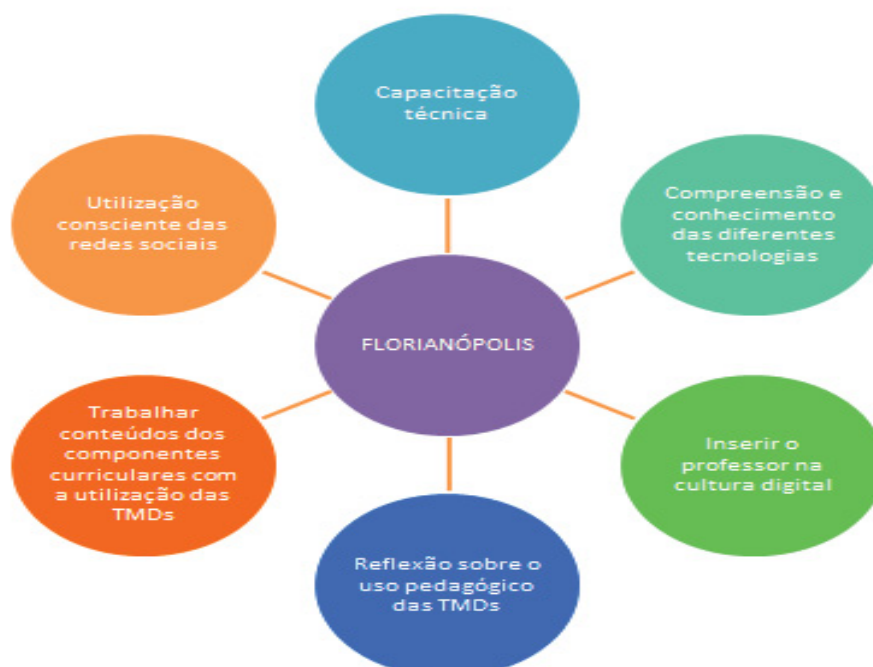 Capacitação
técnica
Utilização
consciente das
redes sociais
Compreensão e
conhecimento
das diferentes
tecnologias
FLORIANÓPOLIS
Trabalhar
conteúdos dos
componentes
curriculares com
a utilização das
TMDs
Inserir o
professor na
cultura digital
Reflexão sobre o
uso pedagógico
das TMDs